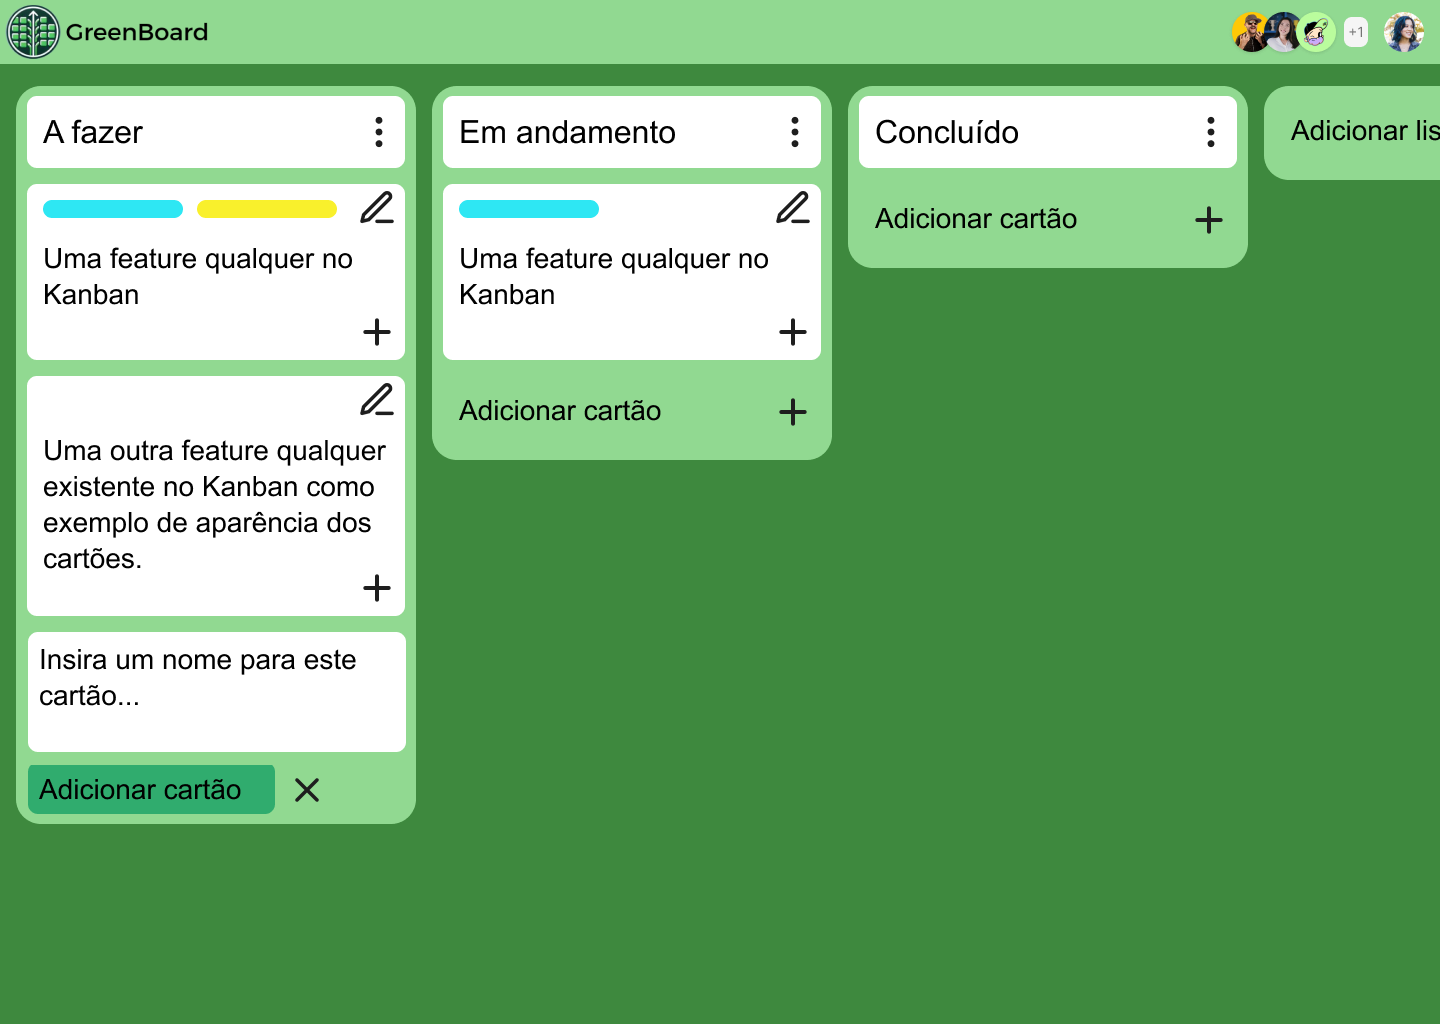 GreenBoard
+1
A fazer
Uma feature qualquer no
Kanban
Uma outra feature qualquer
existente no Kanban como
exemplo de aparência dos
cartões.
Insira um nome para este
cartão...
Adicionar cartão
Em andamento
Uma feature qualquer no
Kanban
Adicionar cartão
Concluído
Adicionar cartão
Adicionar lis